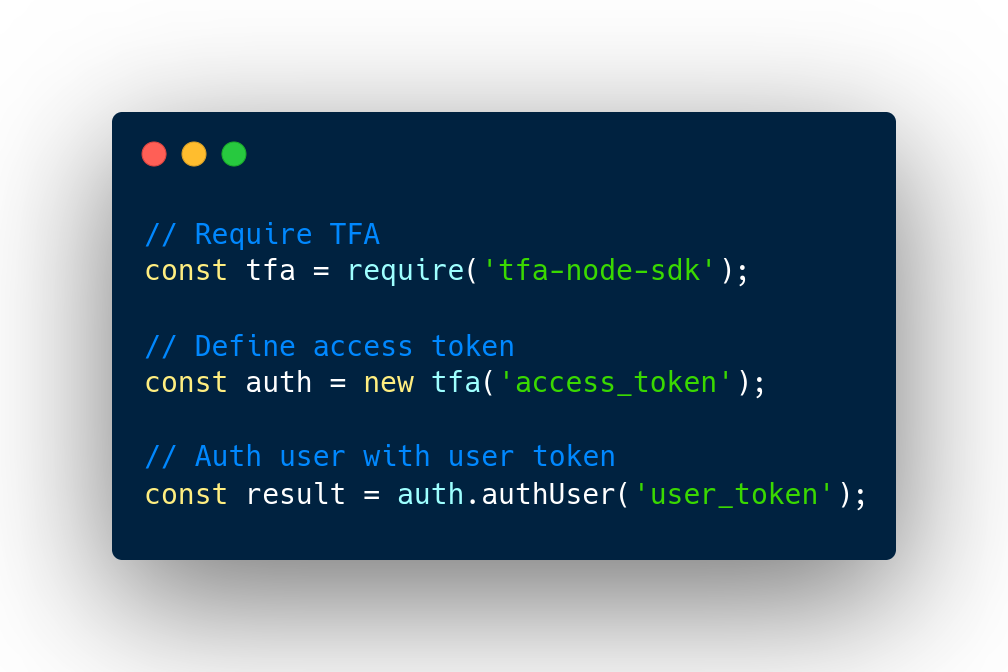 // Require TFA
const tfa = require('tfa-node-sdk');
// Define access token
const auth = new tfa('access_token');
// Auth user with user token
const result = auth.authUser('user_token');